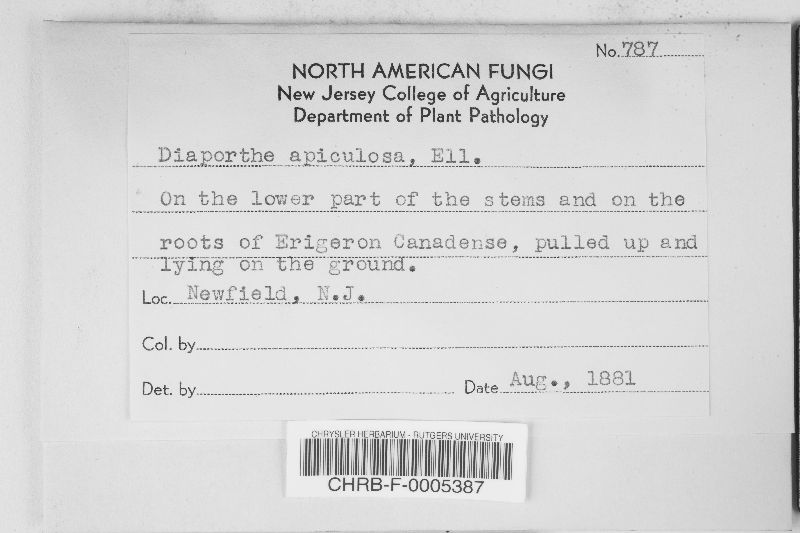 No. 787
NORTH AMERICAN FUNGI
New Jersey College of Agriculture
Department of Plant Pathology
Diaporthe apiculosa, Ell.
On the lower part of the stems and on the
roots of Erigeron Canadense, pulled up and
lying on the ground.
Loc. Newfield, N.J.
Col. by
Det. by Date Aug., 1881
CHRYSLER HERBARIUM - RUTGERS UNIVERSITY
CHRB-F-0005387